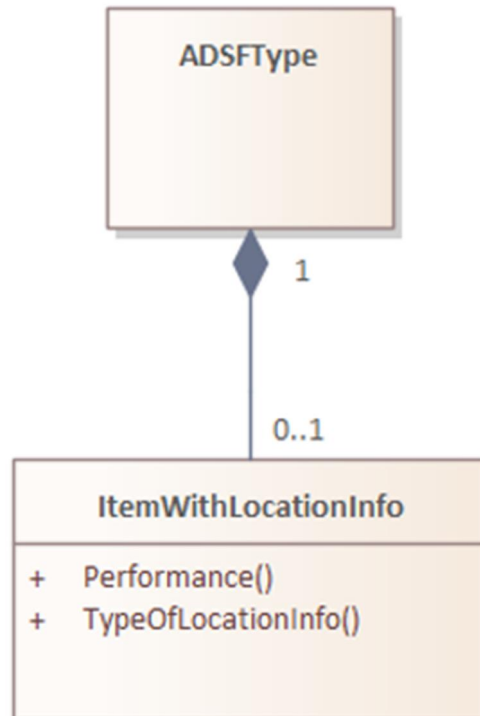 ADSFType
1
0..1
ItemWithLocationInfo
+ Performance()
+ TypeOfLocationInfo()